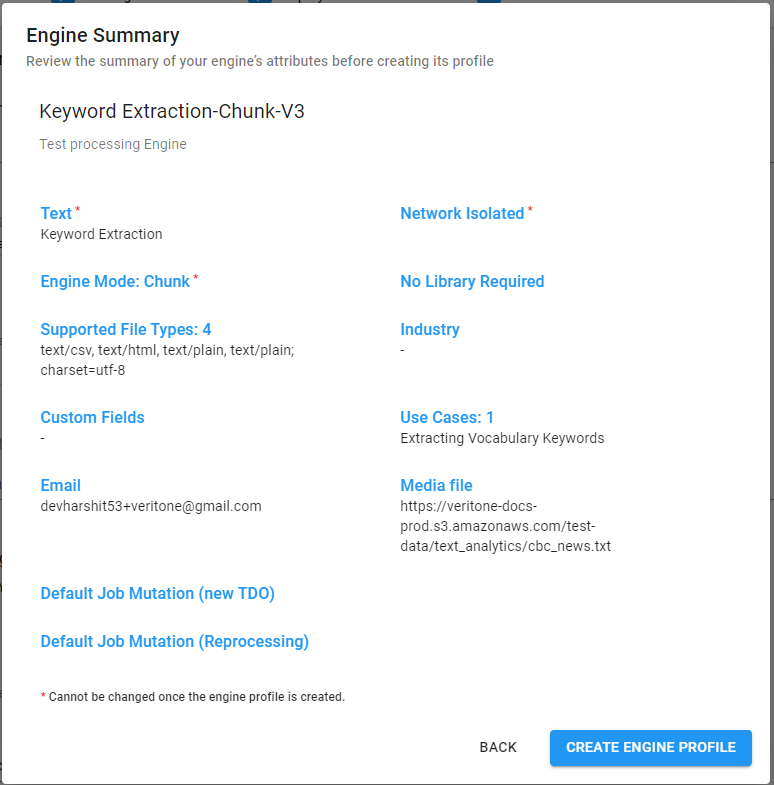 Engine Summary
Review the summary of your engine's attributes before creating its profile
Keyword Extraction-Chunk-V3
Test processing Engine
Text *
Keyword Extraction
Network Isolated *
Engine Mode: Chunk *
No Library Required
Supported File Types: 4
text/csv, text/html, text/plain, text/plain;
charset=utf-8
Industry
-
Custom Fields
-
Use Cases: 1
Extracting Vocabulary Keywords
Email
devharshit53+veritone@gmail.com
Media file
https://veritone-docs-
prod.s3.amazonaws.com/test-
data/text_analytics/cbc_news.txt
Default Job Mutation (new TDO)
Default Job Mutation (Reprocessing)
* Cannot be changed once the engine profile is created.
BACK
CREATE ENGINE PROFILE